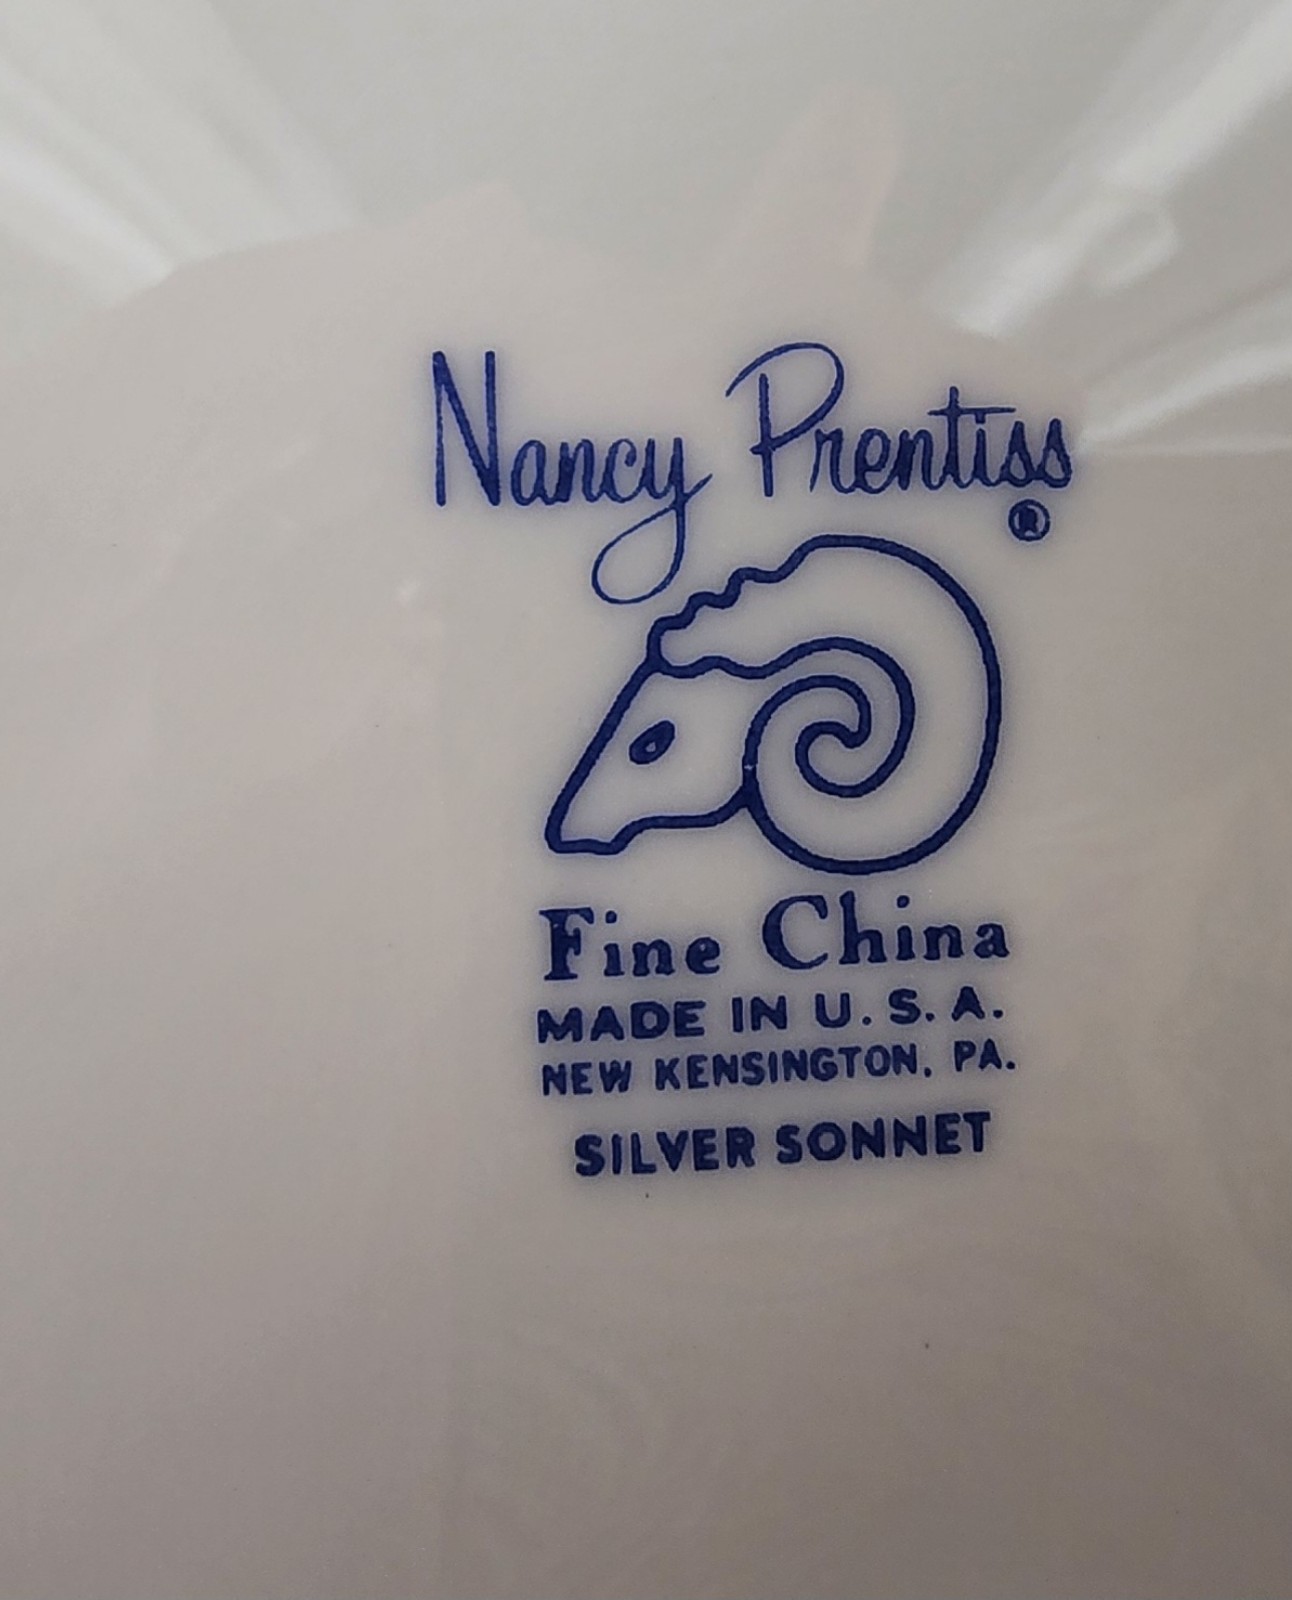 Nancy Prentiss
®
Fine China
MADE IN U.S.A.
NEW KENSINGTON, PA.
SILVER SONNET